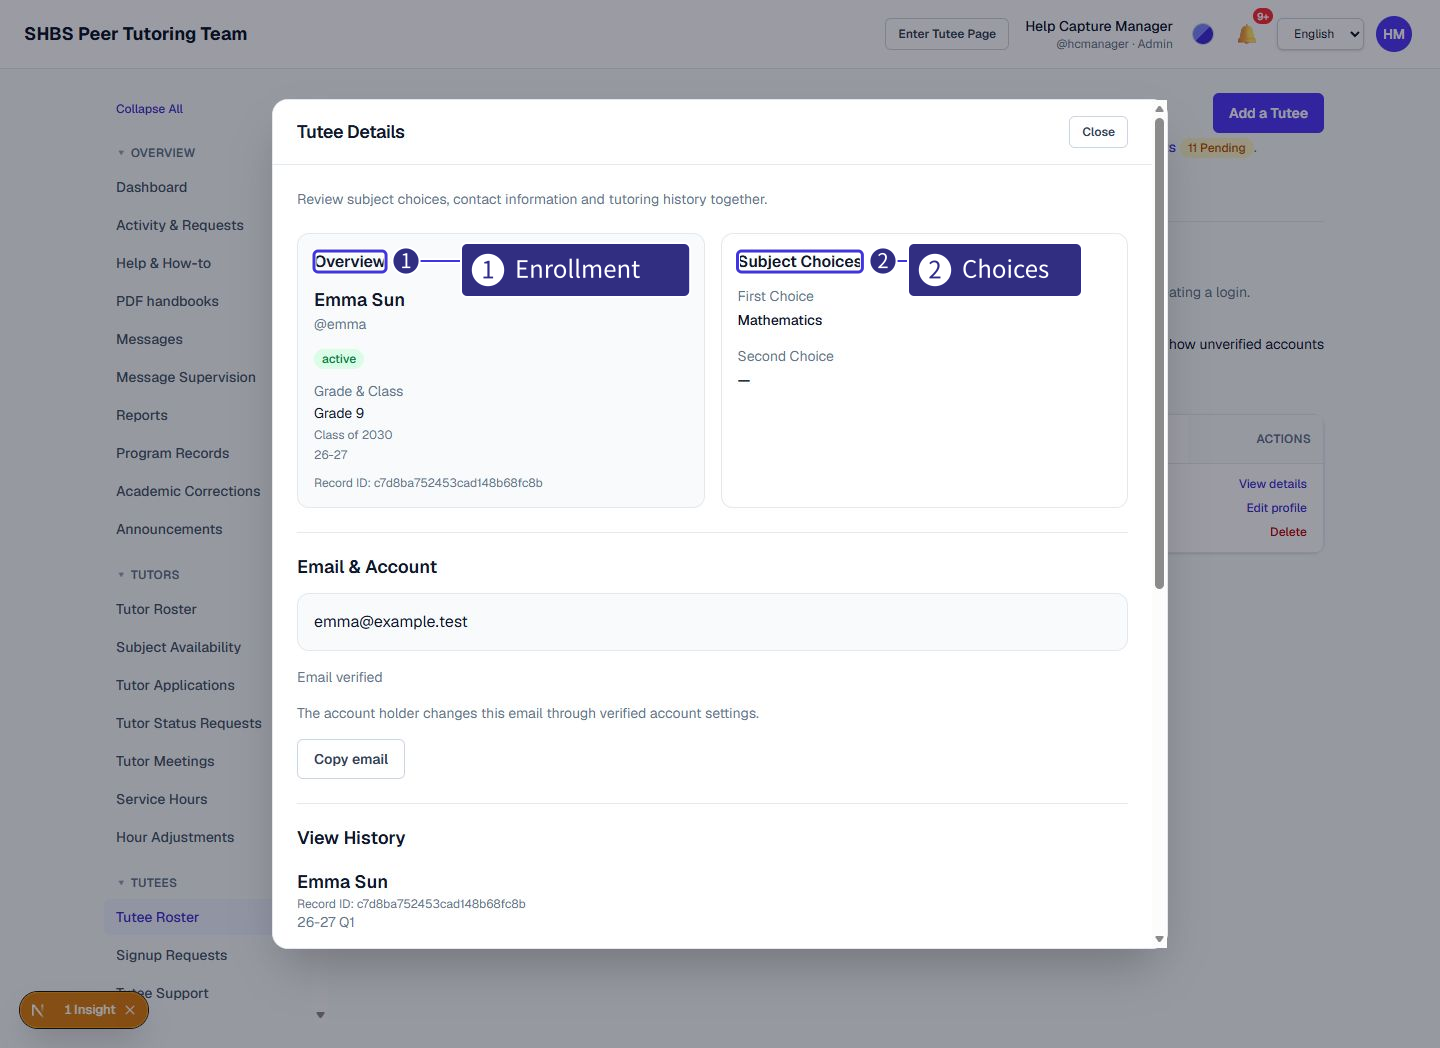 SHBS Peer Tutoring Team
Enter Tutee Page
Help Capture Manager
@hcmanager · Admin
9+
English
HM
Collapse All
OVERVIEW
Dashboard
Activity & Requests
Help & How-to
PDF handbooks
Messages
Message Supervision
Reports
Program Records
Academic Corrections
Announcements
TUTORS
Tutor Roster
Subject Availability
Tutor Applications
Tutor Status Requests
Tutor Meetings
Service Hours
Hour Adjustments
TUTEES
Tutee Roster
Signup Requests
Tutee Support
N 1 Insight
Add a Tutee
s 11 Pending .
ating a login.
how unverified accounts
ACTIONS
View details
Edit profile
Delete
Tutee Details
Close
Review subject choices, contact information and tutoring history together.
Overview 1
1 Enrollment
Emma Sun
@emma
active
Grade & Class
Grade 9
Class of 2030
26-27
Record ID: c7d8ba752453cad148b68fc8b
Subject Choices 2
2 Choices
First Choice
Mathematics
Second Choice
—
Email & Account
emma@example.test
Email verified
The account holder changes this email through verified account settings.
Copy email
View History
Emma Sun
Record ID: c7d8ba752453cad148b68fc8b
26-27 Q1